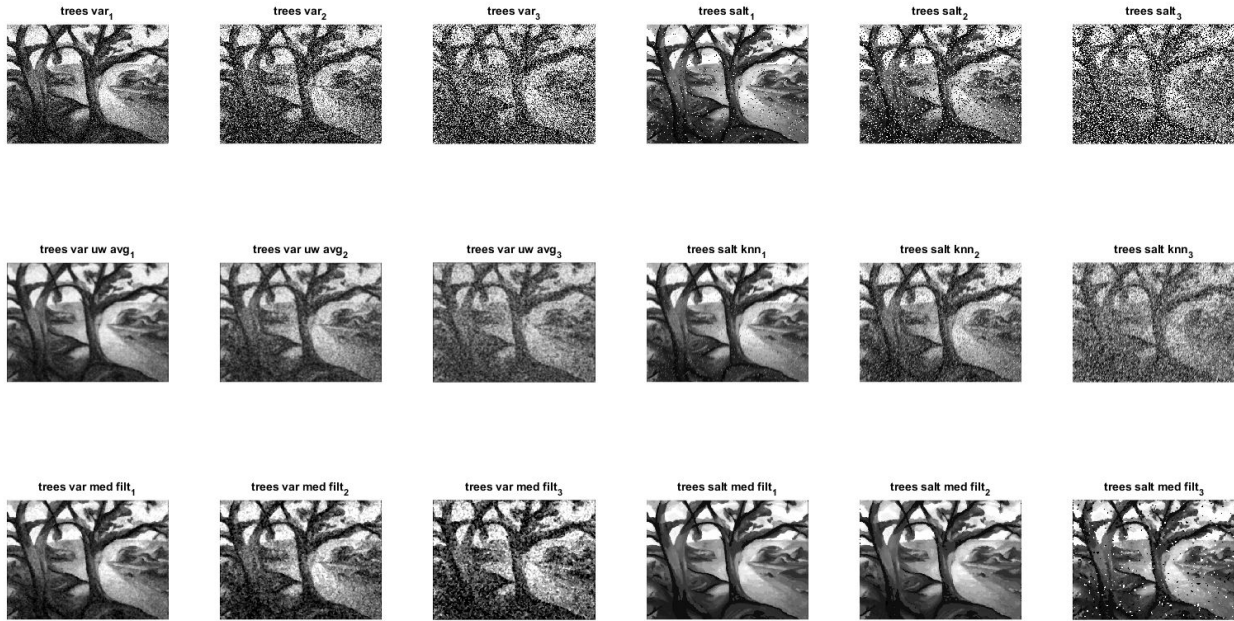 trees var₁
trees var₂
trees var₃
trees salt₁
trees salt₂
trees salt₃
trees var uw avg₁
trees var uw avg₂
trees var uw avg₃
trees salt knn₁
trees salt knn₂
trees salt knn₃
trees var med filt₁
trees var med filt₂
trees var med filt₃
trees salt med filt₁
trees salt med filt₂
trees salt med filt₃